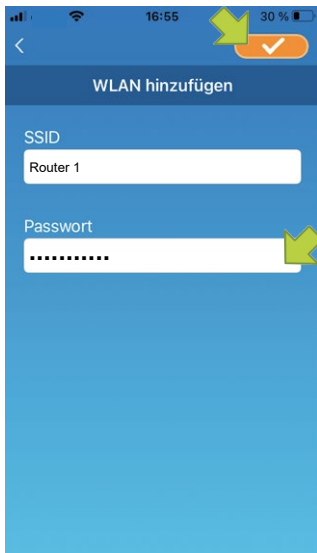 16:55
30 %
WLAN hinzufügen
SSID
Router 1
Passwort
•••••••••••